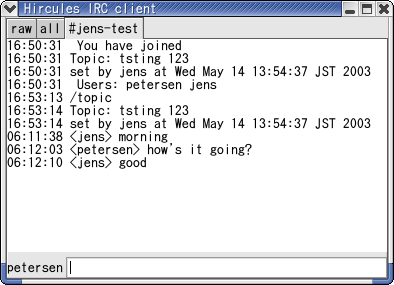 Hircules IRC client
raw all #jens-test
16:50:31  You have joined
16:50:31 Topic: tsting 123
16:50:31 set by jens at Wed May 14 13:54:37 JST 2003
16:50:31  Users: petersen jens
16:53:13 /topic
16:53:14 Topic: tsting 123
16:53:14 set by jens at Wed May 14 13:54:37 JST 2003
06:11:38 <jens> morning
06:12:03 <petersen> how's it going?
06:12:10 <jens> good
petersen